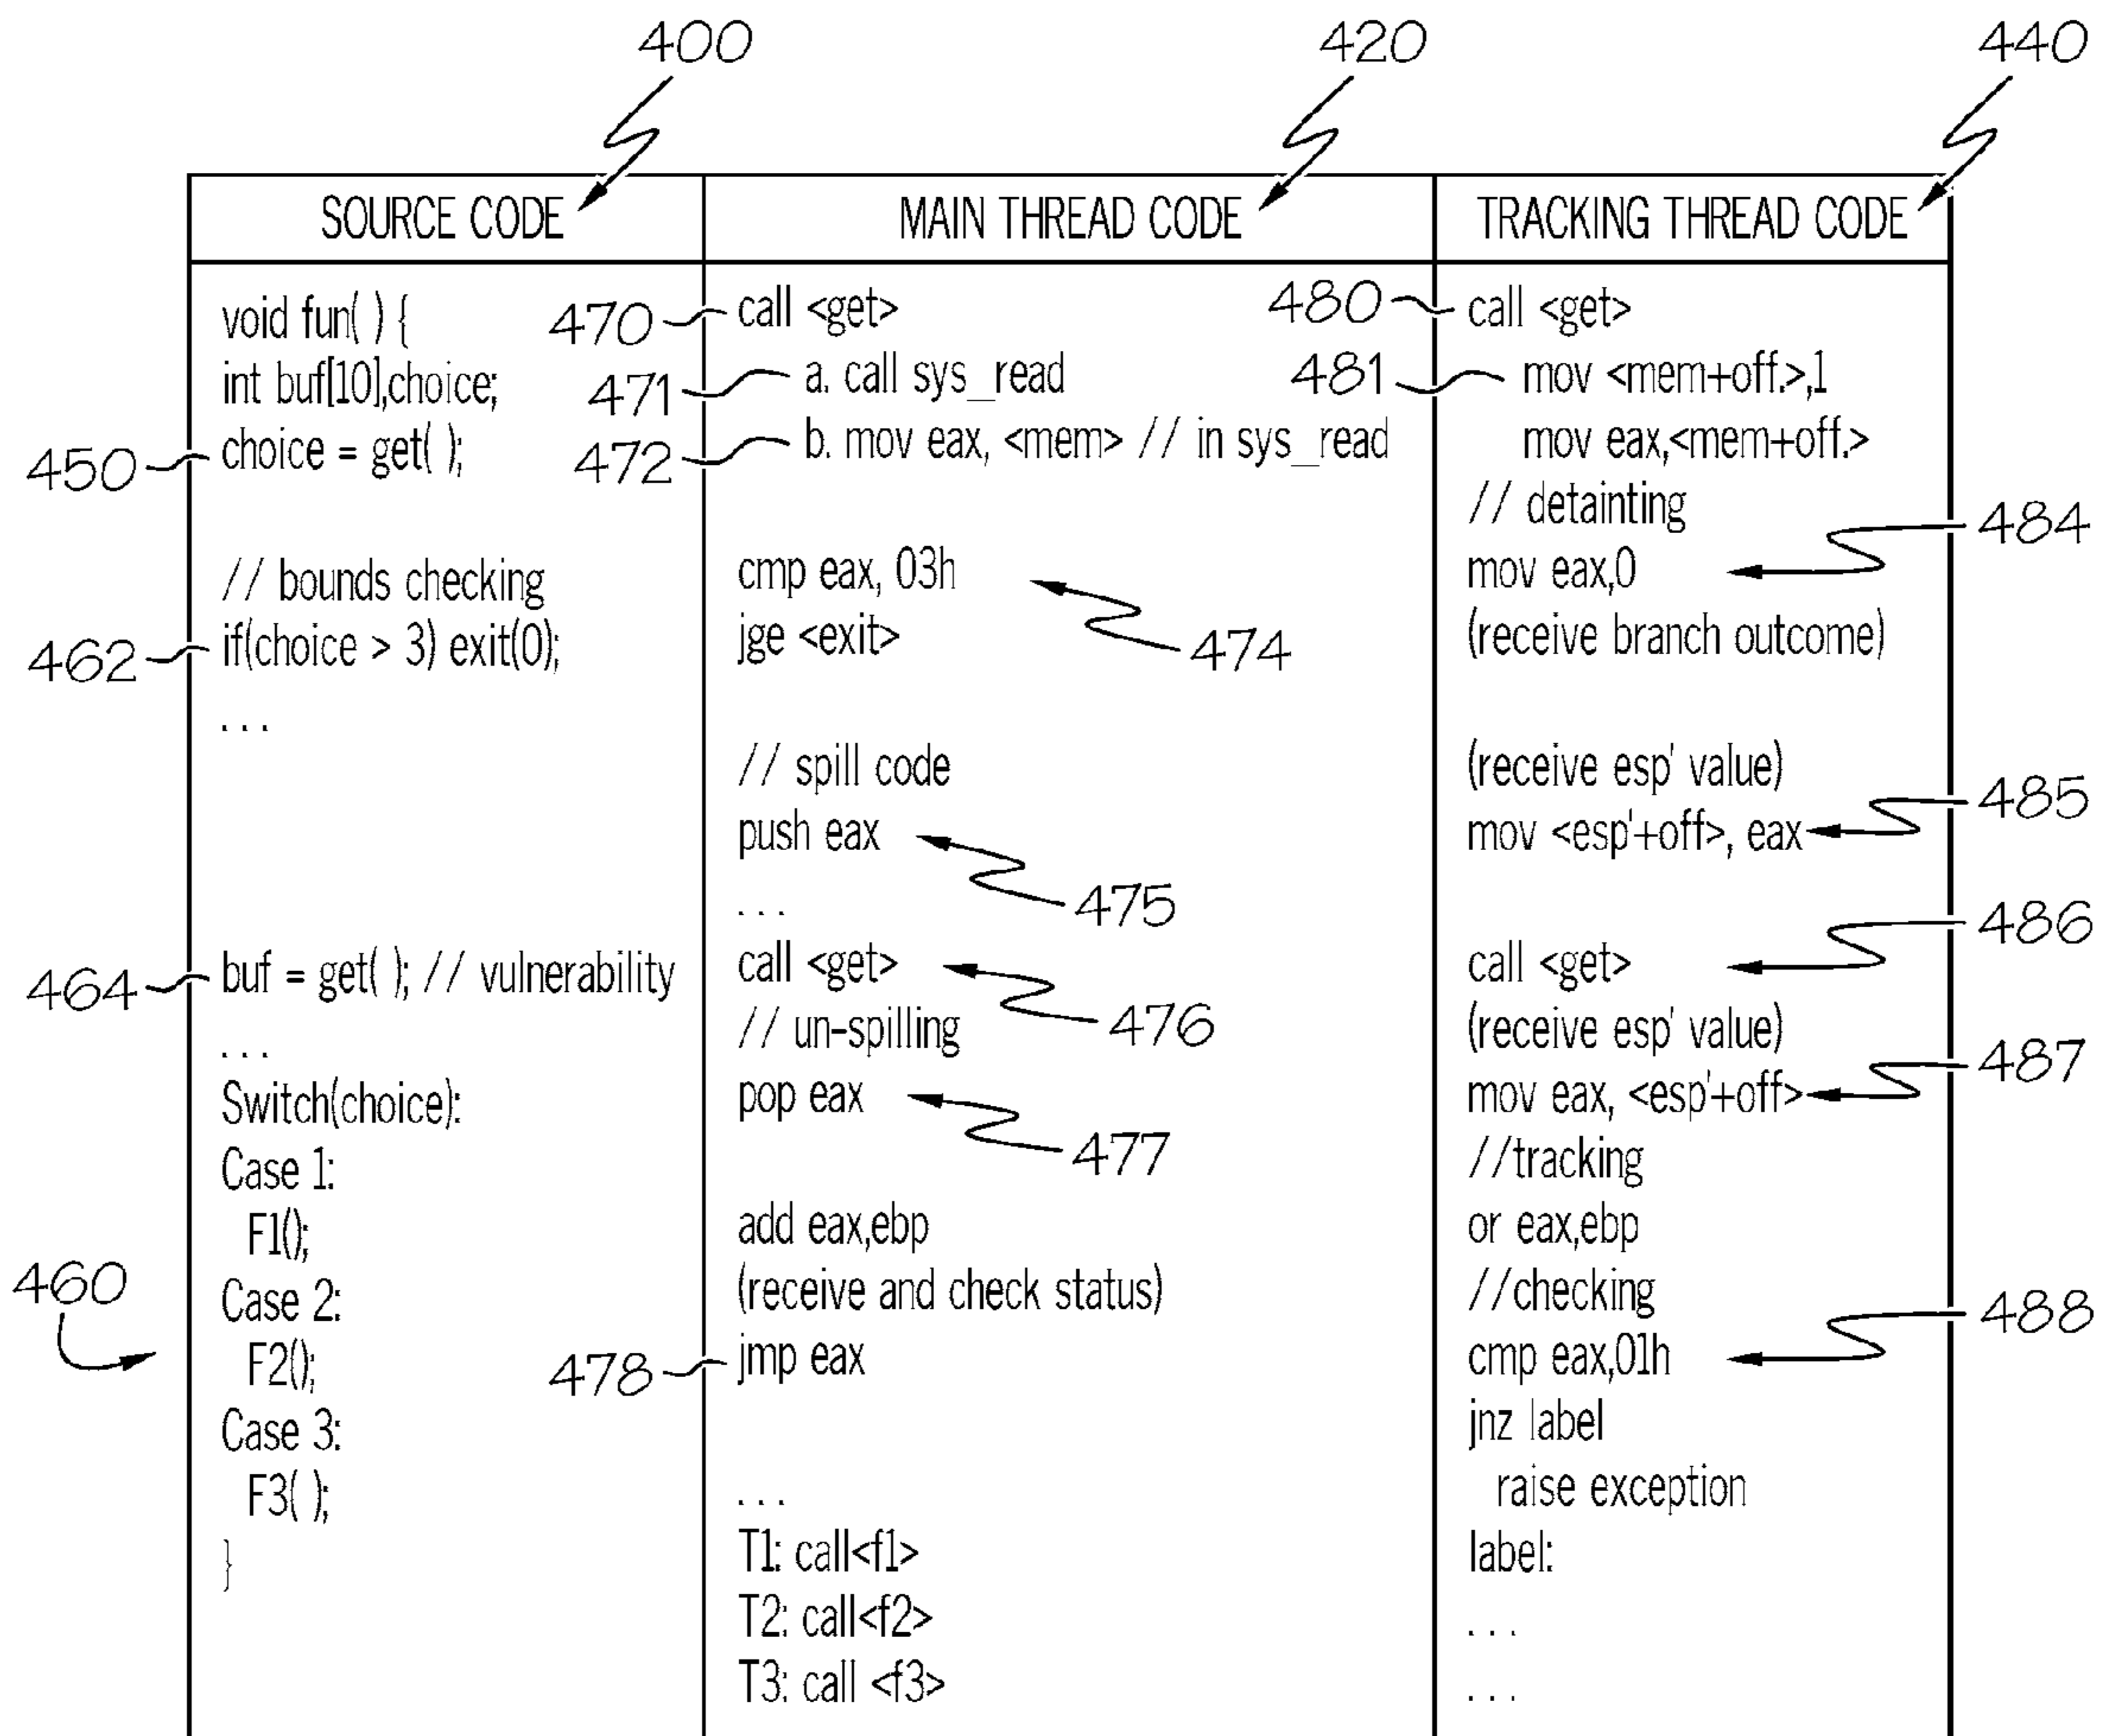 400
420
440
SOURCE CODE
MAIN THREAD CODE
TRACKING THREAD CODE
void fun( ) {
int buf[10],choice;
450 choice = get( );
// bounds checking
462 if(choice > 3) exit(0);
. . .
464 buf = get( ); // vulnerability
. . .
Switch(choice):
Case 1:
F1();
460
Case 2:
F2();
Case 3:
F3( );
}
470 call <get>
471 a. call sys_read
472 b. mov eax, <mem> // in sys_read
cmp eax, 03h
jge <exit> 474
// spill code
push eax
475
. . .
call <get>
// un-spilling 476
pop eax
477
add eax,ebp
(receive and check status)
478 jmp eax
. . .
T1: call<f1>
T2: call<f2>
T3: call <f3>
480 call <get>
481 mov <mem+off.>,1
mov eax,<mem+off.>
// detainting
484
mov eax,0
(receive branch outcome)
(receive esp' value)
485
mov <esp'+off>, eax
486
call <get>
(receive esp' value)
487
mov eax, <esp'+off>
//tracking
or eax,ebp
//checking
488
cmp eax,01h
jnz label
raise exception
label:
. . .
. . .